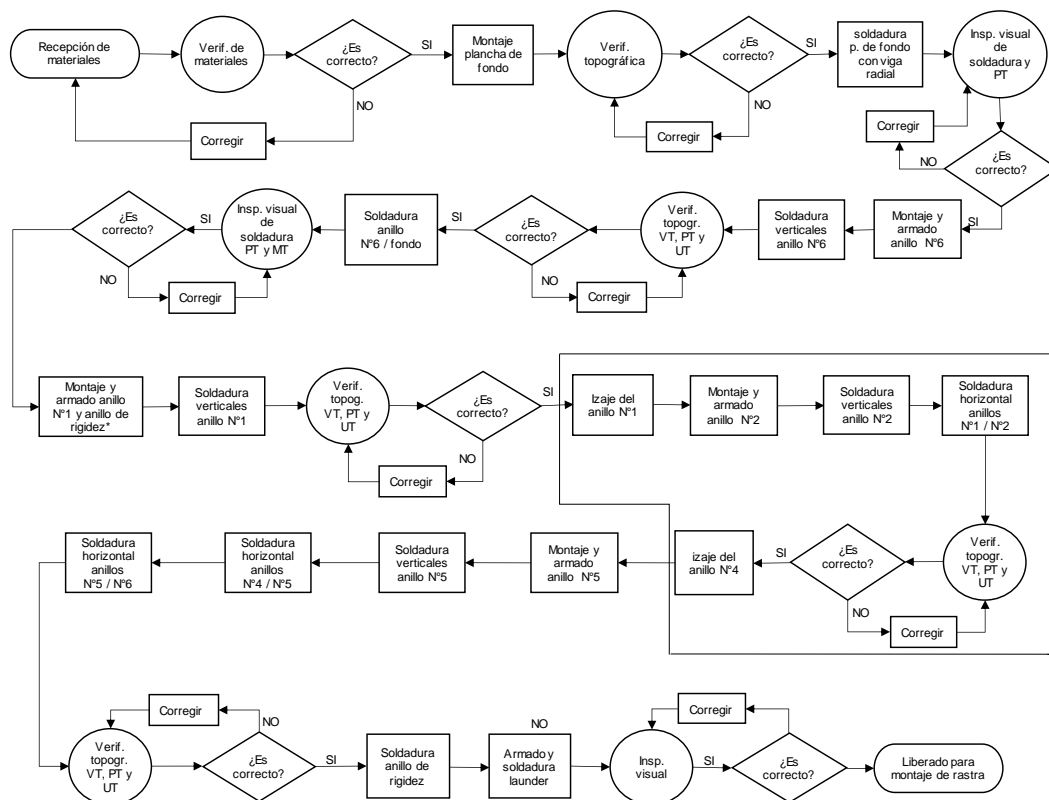 Recepción de
materiales
Verif. de
materiales
¿Es
correcto?
SI
NO
Corregir
Montaje
plancha de
fondo
Verif.
topográfica
¿Es
correcto?
SI
NO
Corregir
soldadura
p. de fondo
con viga
radial
Insp. visual
de
soldadura y
PT
Corregir
NO
¿Es
correcto?
SI
Montaje y
armado
anillo N°6
Soldadura
verticales
anillo N°6
Verif.
topogr.
VT, PT y
UT
¿Es
correcto?
SI
NO
Corregir
Soldadura
anillo
N°6 / fondo
Insp. visual
de
soldadura
PT y MT
SI
¿Es
correcto?
NO
Corregir
Montaje y
armado anillo
N°1 y anillo de
rigidez*
Soldadura
verticales
anillo N°1
Verif.
topog.
VT, PT y
UT
¿Es
correcto?
SI
NO
Corregir
Izaje del
anillo N°1
Montaje y
armado
anillo N°2
Soldadura
verticales
anillo N°2
Soldadura
horizontal
anillos
N°1 / N°2
Verif.
topogr.
VT, PT y
UT
¿Es
correcto?
SI
NO
Corregir
izaje del
anillo N°4
Montaje y
armado
anillo N°5
Soldadura
verticales
anillo N°5
Soldadura
horizontal
anillos
N°4 / N°5
Soldadura
horizontal
anillos
N°5 / N°6
Verif.
topogr.
VT, PT y
UT
Corregir
NO
¿Es
correcto?
SI
Soldadura
anillo de
rigidez
NO
Armado y
soldadura
launder
Insp.
visual
Corregir
SI
¿Es
correcto?
Liberado para
montaje de rastra